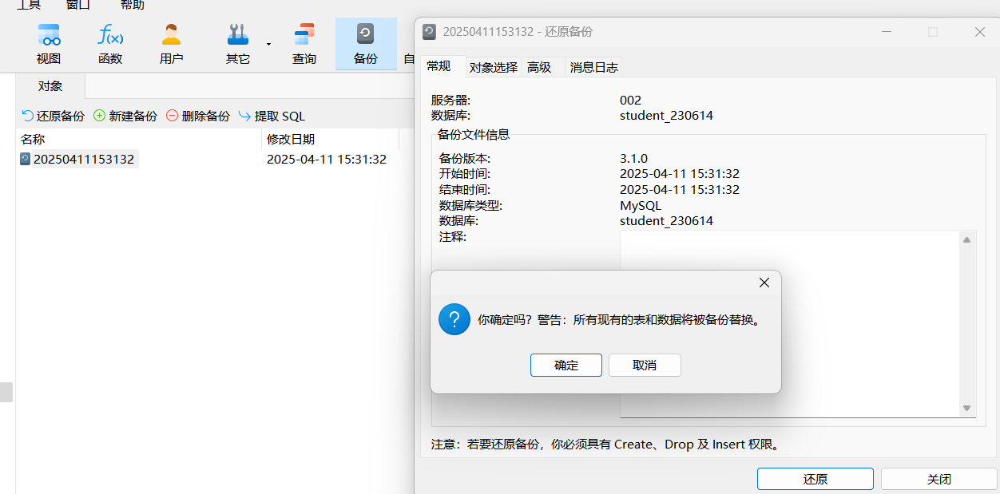 工具 窗口 帮助
视图 函数 用户 其它 查询 备份 自
对象
还原备份 新建备份 删除备份 提取 SQL
名称 修改日期
20250411153132 2025-04-11 15:31:32
20250411153132 - 还原备份
常规 对象选择 高级 消息日志
服务器: 002
数据库: student_230614
备份文件信息
备份版本: 3.1.0
开始时间: 2025-04-11 15:31:32
结束时间: 2025-04-11 15:31:32
数据库类型: MySQL
数据库: student_230614
注释:
你确定吗？警告：所有现有的表和数据将被备份替换。
确定 取消
注意：若要还原备份，你必须具有 Create、Drop 及 Insert 权限。
还原 关闭